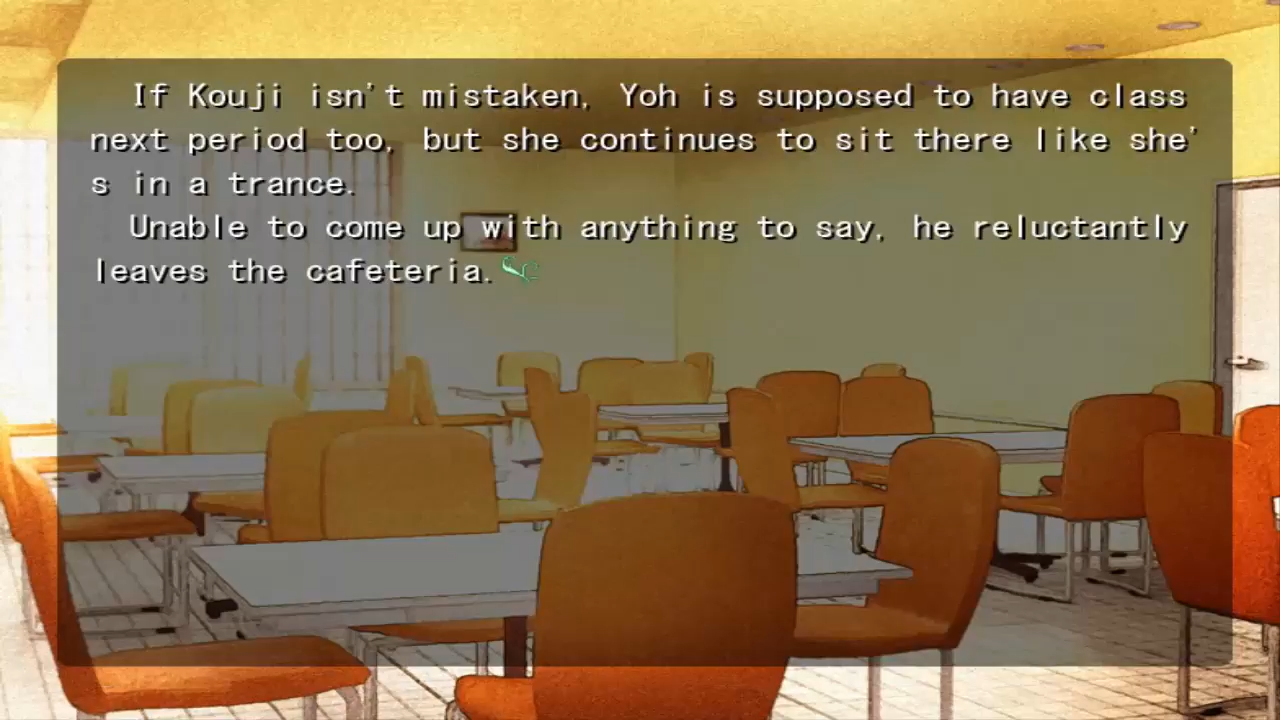 If Kouji isn't mistaken, Yoh is supposed to have class
next period too, but she continues to sit there like she'
s in a trance.
Unable to come up with anything to say, he reluctantly
leaves the cafeteria.